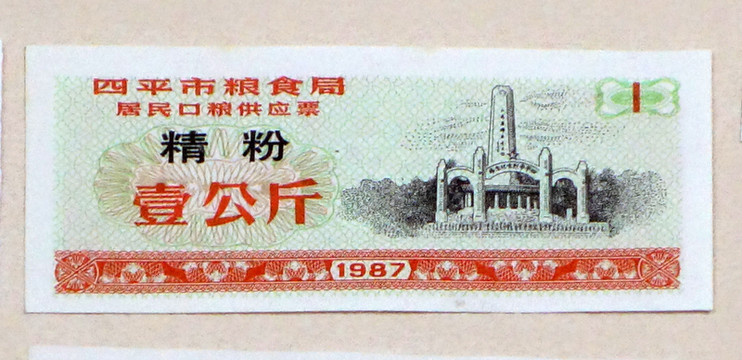 四平市粮食局
居民口粮供应票
精粉
壹公斤
1
1987